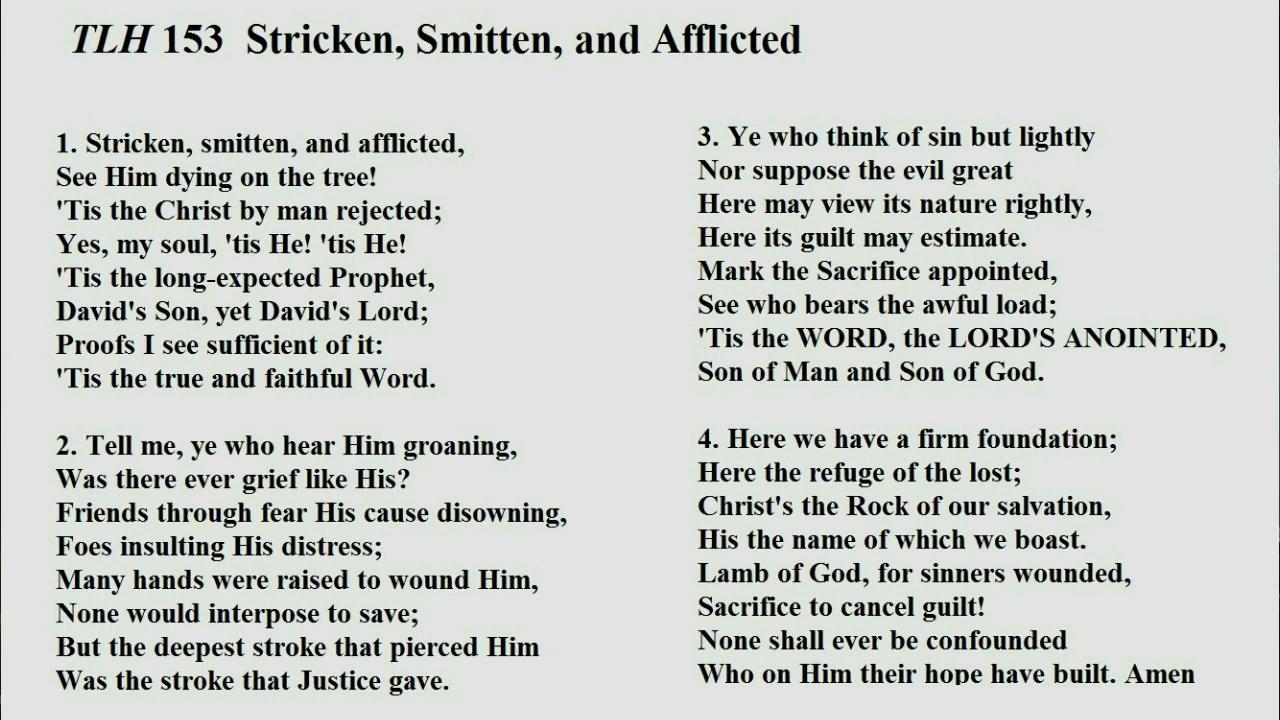 TLH 153 Stricken, Smitten, and Afflicted
1. Stricken, smitten, and afflicted,
See Him dying on the tree!
'Tis the Christ by man rejected;
Yes, my soul, 'tis He! 'tis He!
'Tis the long-expected Prophet,
David's Son, yet David's Lord;
Proofs I see sufficient of it:
'Tis the true and faithful Word.
2. Tell me, ye who hear Him groaning,
Was there ever grief like His?
Friends through fear His cause disowning,
Foes insulting His distress;
Many hands were raised to wound Him,
None would interpose to save;
But the deepest stroke that pierced Him
Was the stroke that Justice gave.
3. Ye who think of sin but lightly
Nor suppose the evil great
Here may view its nature rightly,
Here its guilt may estimate.
Mark the Sacrifice appointed,
See who bears the awful load;
'Tis the WORD, the LORD'S ANOINTED,
Son of Man and Son of God.
4. Here we have a firm foundation;
Here the refuge of the lost;
Christ's the Rock of our salvation,
His the name of which we boast.
Lamb of God, for sinners wounded,
Sacrifice to cancel guilt!
None shall ever be confounded
Who on Him their hope have built. Amen